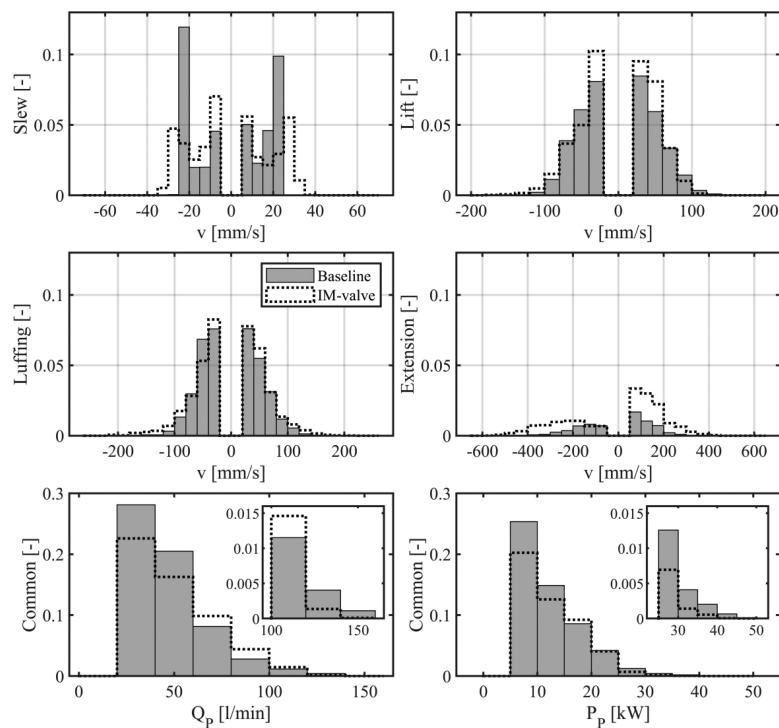 Slew [-]
0.1
0.05
0
-60 -40 -20 0 20 40 60
v [mm/s]
Lift [-]
0.1
0.05
0
-200 -100 0 100 200
v [mm/s]
Luffing [-]
0.1
0.05
0
-200 -100 0 100 200
v [mm/s]
Baseline
IM-valve
Extension [-]
0.1
0.05
0
-600 -400 -200 0 200 400 600
v [mm/s]
Common [-]
0.3
0.2
0.1
0
0 50 100 150
Q_P [l/min]
0.015
0.01
0.005
0
100 150
Common [-]
0.3
0.2
0.1
0
0 10 20 30 40 50
P_P [kW]
0.015
0.01
0.005
0
30 40 50